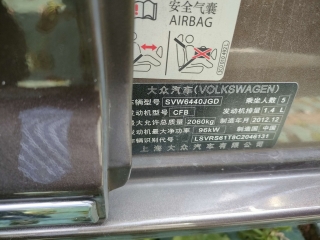 安全气囊
AIRBAG
大众汽车(VOLKSWAGEN)
车辆型号 SVW6440JGD 乘坐人数 5
发动机型号 CFB 发动机排量 1.4 L
最大允许总质量 2060kg 制造年月 2012.12
发动机最大净功率 96kW 制造国 中国
车辆识别代号 LSVRS61T8C2046131
上海大众汽车有限公司